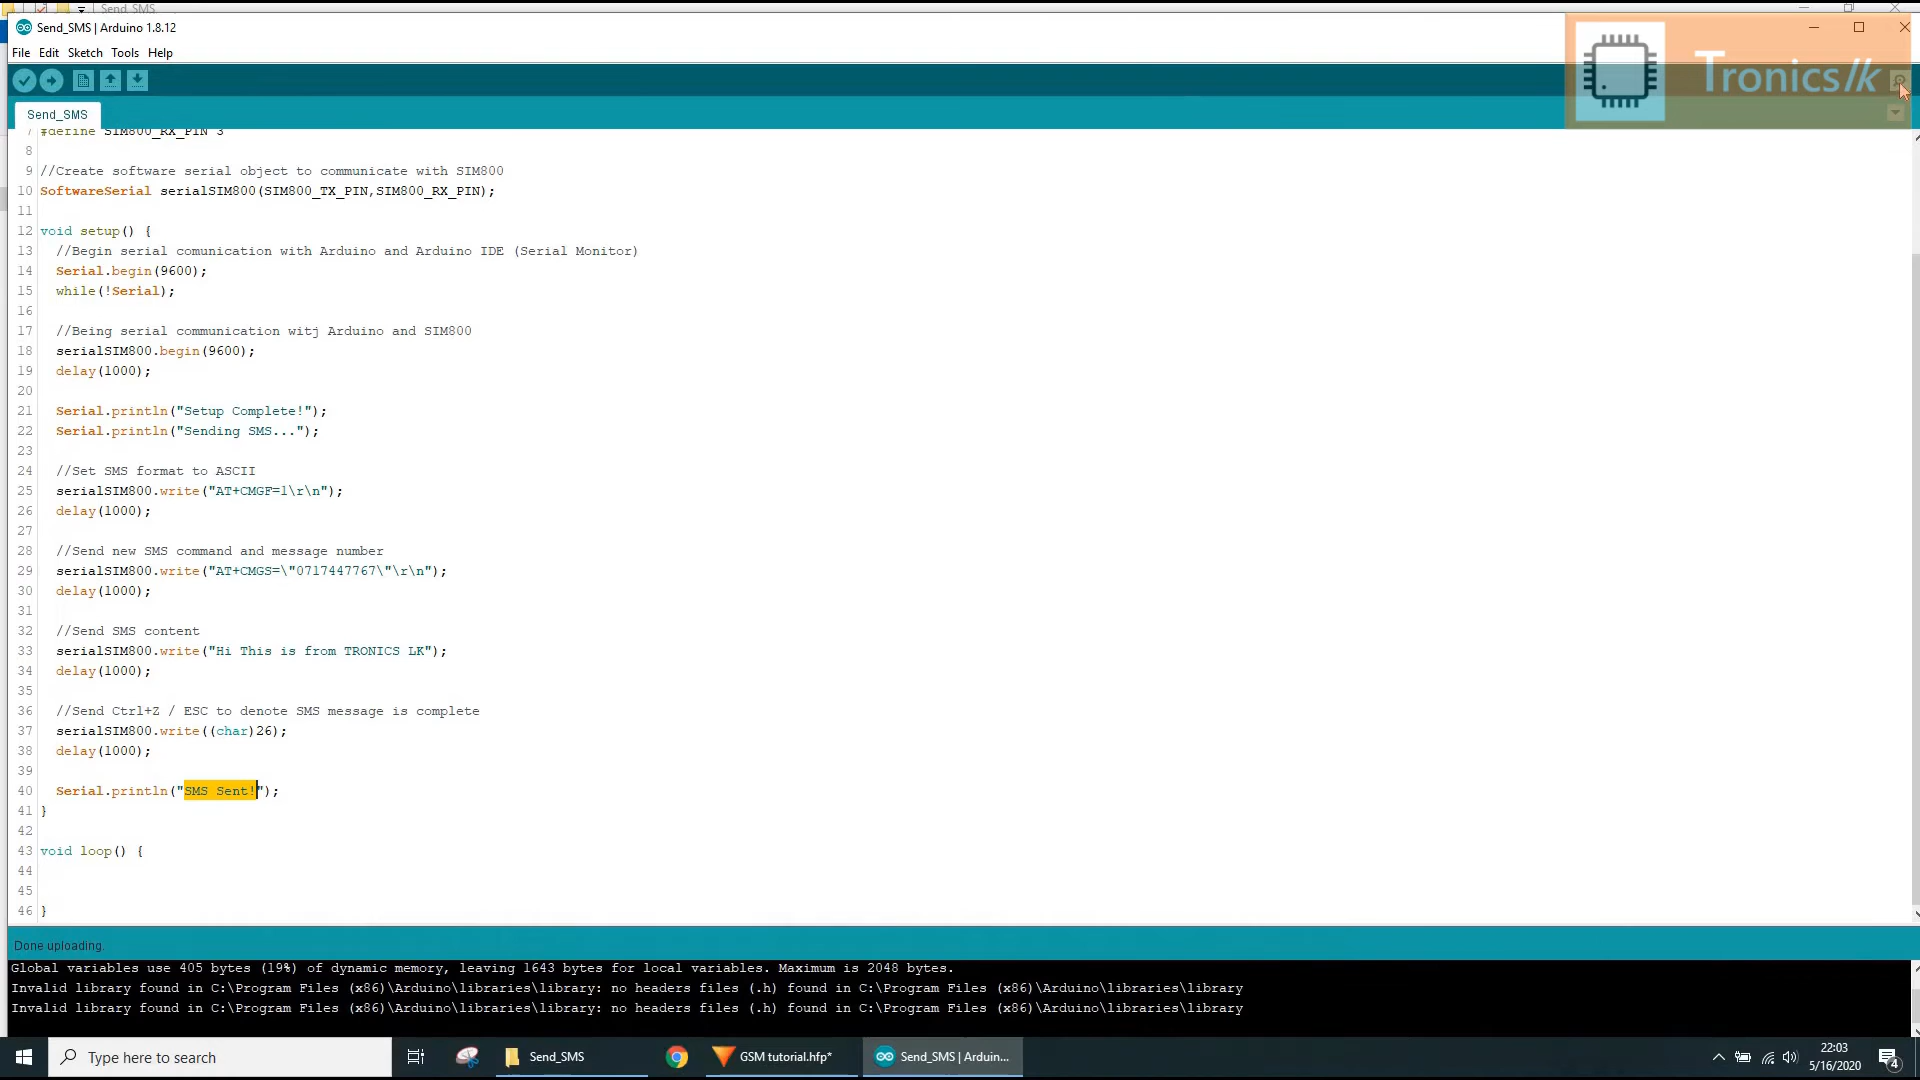 Send_SMS
Send_SMS | Arduino 1.8.12
File Edit Sketch Tools Help
Tronics lk
Send_SMS
7 #define SIM800_RX_PIN 3
8
9 //Create software serial object to communicate with SIM800
10 SoftwareSerial serialSIM800(SIM800_TX_PIN,SIM800_RX_PIN);
11
12 void setup() {
13 //Begin serial comunication with Arduino and Arduino IDE (Serial Monitor)
14 Serial.begin(9600);
15 while(!Serial);
16
17 //Being serial communication witj Arduino and SIM800
18 serialSIM800.begin(9600);
19 delay(1000);
20
21 Serial.println("Setup Complete!");
22 Serial.println("Sending SMS...");
23
24 //Set SMS format to ASCII
25 serialSIM800.write("AT+CMGF=1\r\n");
26 delay(1000);
27
28 //Send new SMS command and message number
29 serialSIM800.write("AT+CMGS=\"0717447767\"\r\n");
30 delay(1000);
31
32 //Send SMS content
33 serialSIM800.write("Hi This is from TRONICS LK");
34 delay(1000);
35
36 //Send Ctrl+Z / ESC to denote SMS message is complete
37 serialSIM800.write((char)26);
38 delay(1000);
39
40 Serial.println("SMS Sent!");
41 }
42
43 void loop() {
44
45
46 }
Done uploading.
Global variables use 405 bytes (19%) of dynamic memory, leaving 1643 bytes for local variables. Maximum is 2048 bytes.
Invalid library found in C:\Program Files (x86)\Arduino\libraries\library: no headers files (.h) found in C:\Program Files (x86)\Arduino\libraries\library
Invalid library found in C:\Program Files (x86)\Arduino\libraries\library: no headers files (.h) found in C:\Program Files (x86)\Arduino\libraries\library
Type here to search
Send_SMS
GSM tutorial.hfp*
Send_SMS | Arduin...
22:03
5/16/2020
4